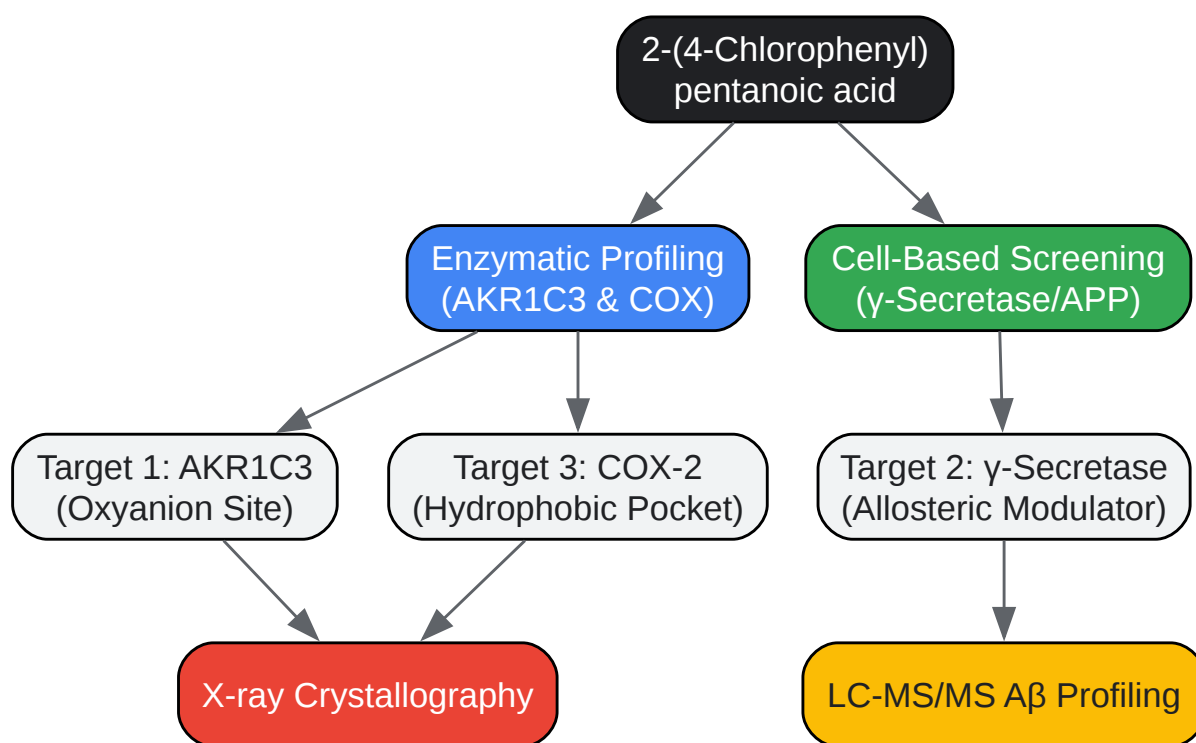 2-(4-Chlorophenyl)
pentanoic acid
Enzymatic Profiling
(AKR1C3 & COX)
Cell-Based Screening
(γ-Secretase/APP)
Target 1: AKR1C3
(Oxyanion Site)
Target 3: COX-2
(Hydrophobic Pocket)
Target 2: γ-Secretase
(Allosteric Modulator)
X-ray Crystallography
LC-MS/MS Aβ Profiling